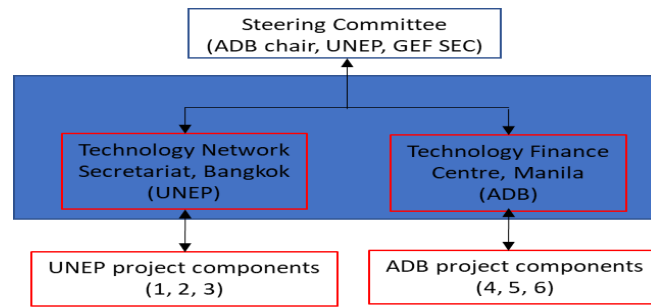 Steering Committee
(ADB chair, UNEP, GEF SEC)
Technology Network
Secretariat, Bangkok
(UNEP)
Technology Finance
Centre, Manila
(ADB)
UNEP project components
(1, 2, 3)
ADB project components
(4, 5, 6)